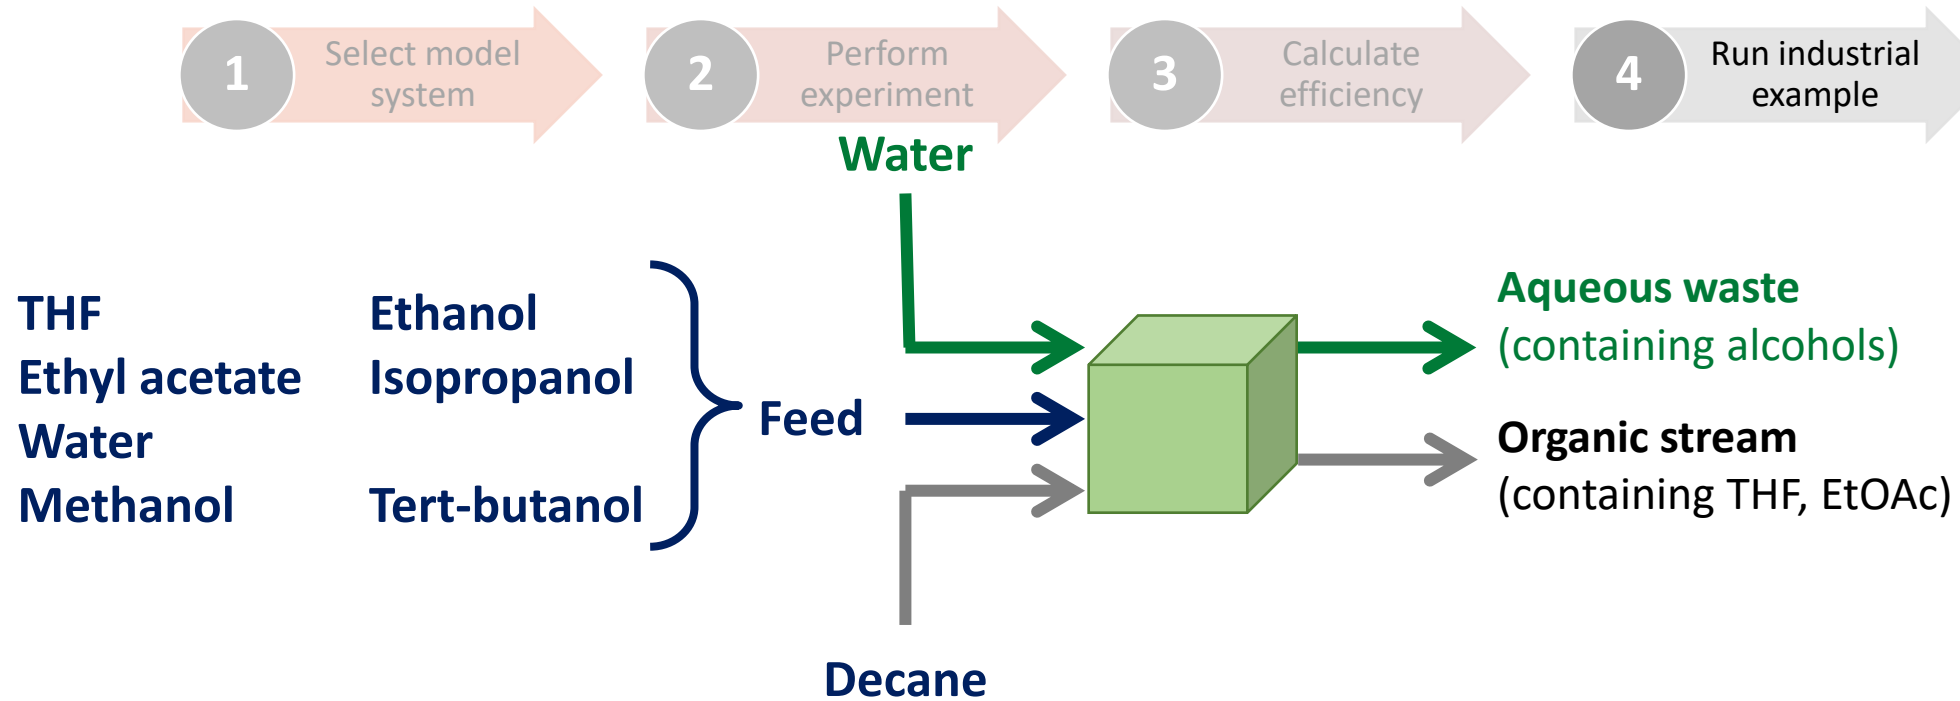 1
Select model
system
2
Perform
experiment
3
Calculate
efficiency
4
Run industrial
example
Water
THF
Ethyl acetate
Water
Methanol
Ethanol
Isopropanol
Tert-butanol
Feed
Decane
Aqueous waste
(containing alcohols)
Organic stream
(containing THF, EtOAc)